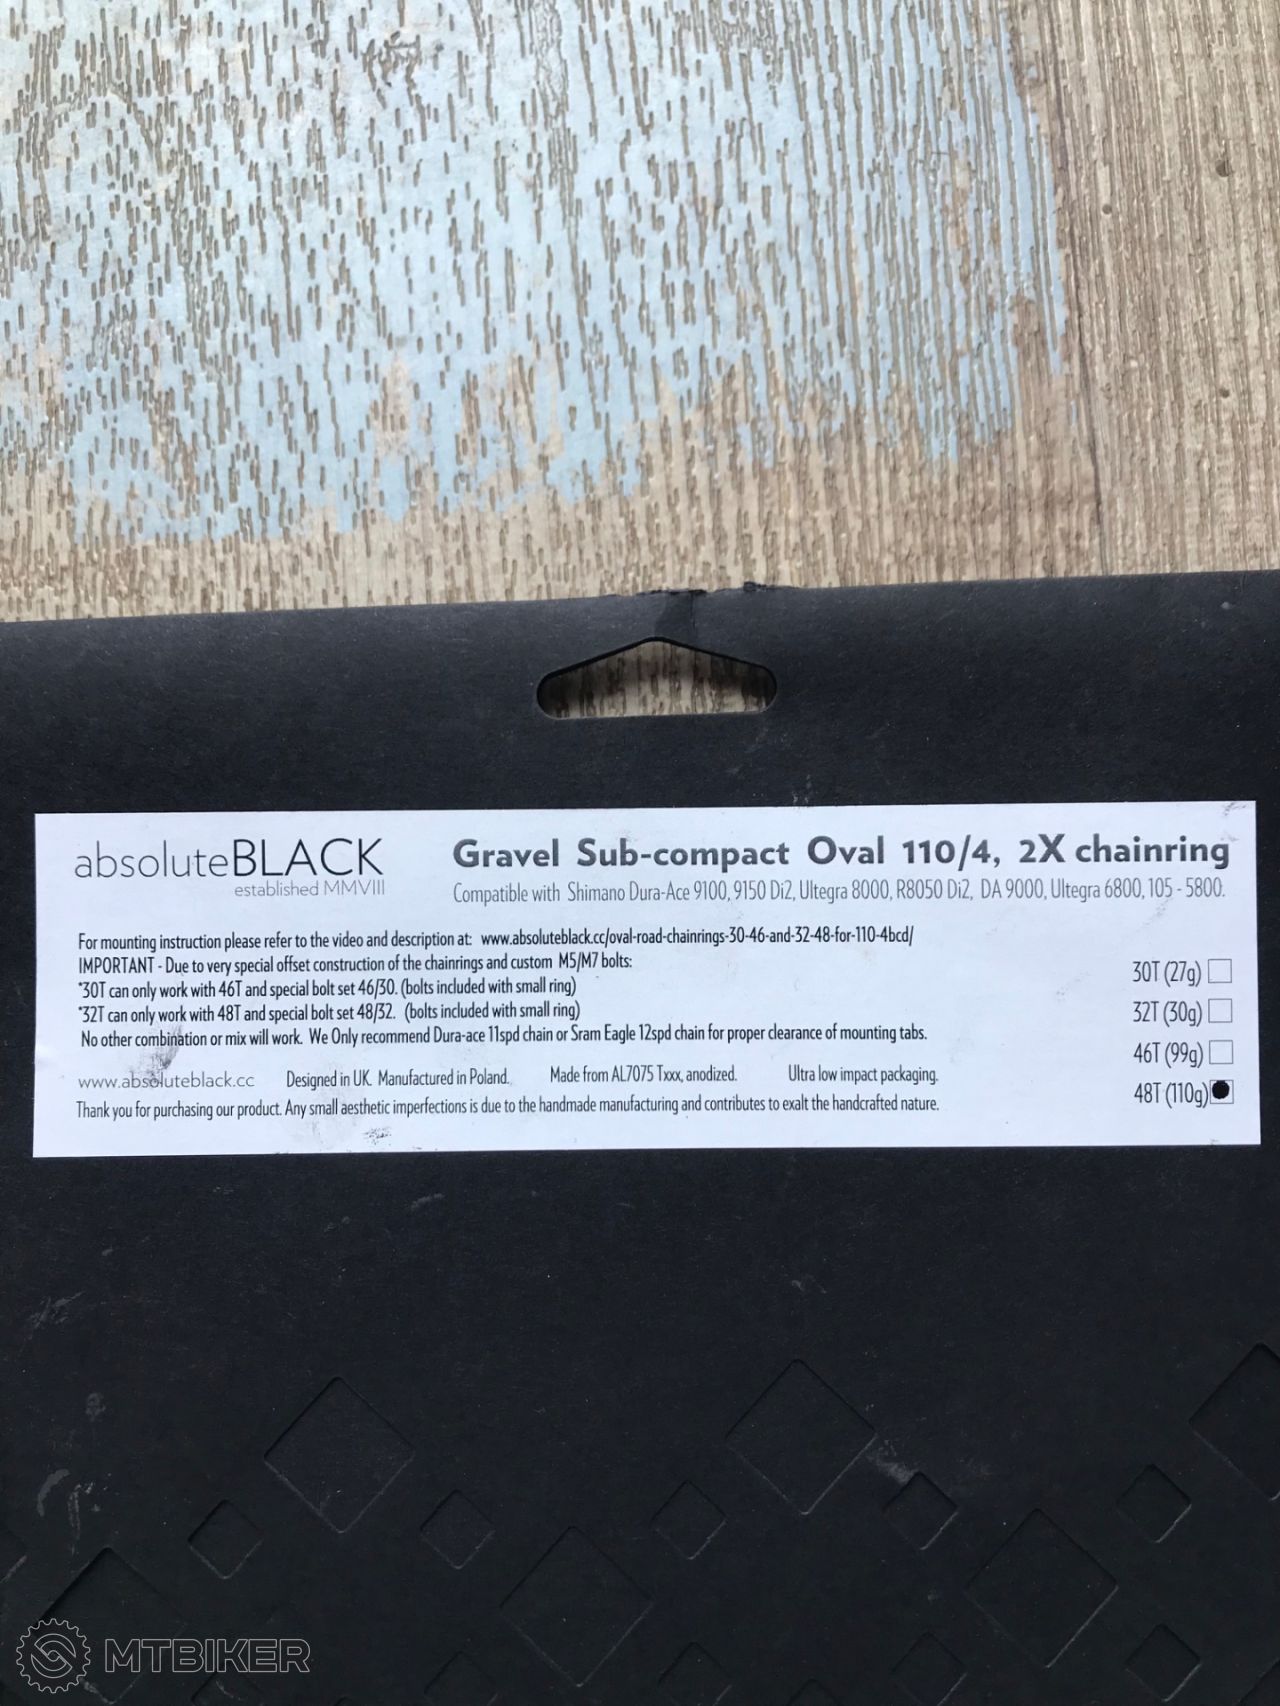 absoluteBLACK
established MMVIII
Gravel Sub-compact Oval 110/4, 2X chainring
Compatible with Shimano Dura-Ace 9100, 9150 Di2, Ultegra 8000, R8050 Di2, DA 9000, Ultegra 6800, 105 - 5800.
For mounting instruction please refer to the video and description at: www.absoluteblack.cc/oval-road-chainrings-30-46-and-32-48-for-110-4bcd/
IMPORTANT - Due to very special offset construction of the chainrings and custom M5/M7 bolts:
*30T can only work with 46T and special bolt set 46/30. (bolts included with small ring)
*32T can only work with 48T and special bolt set 48/32. (bolts included with small ring)
No other combination or mix will work. We Only recommend Dura-ace 11spd chain or Sram Eagle 12spd chain for proper clearance of mounting tabs.
30T (27g)
32T (30g)
46T (99g)
48T (110g)
www.absoluteblack.cc Designed in UK. Manufactured in Poland. Made from AL7075 Txxx, anodized. Ultra low impact packaging.
Thank you for purchasing our product. Any small aesthetic imperfections is due to the handmade manufacturing and contributes to exalt the handcrafted nature.
MTBIKER